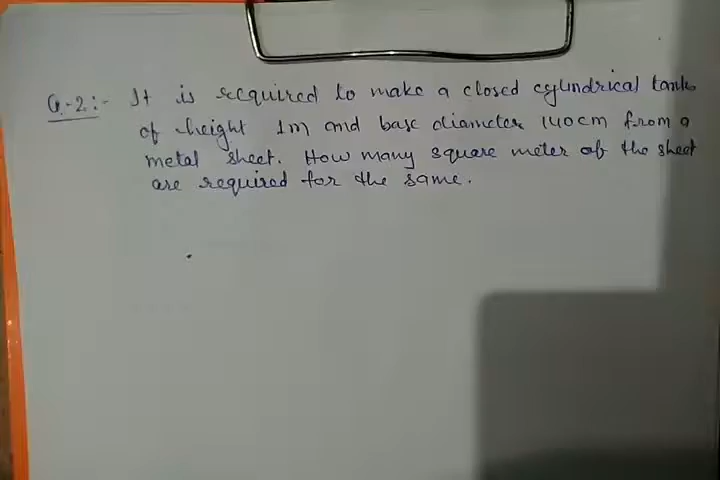 Q.-2:- It is required to make a closed cylindrical tank
of height 1m and base diameter 140cm from a
metal sheet. How many square meter of the sheet
are required for the same.